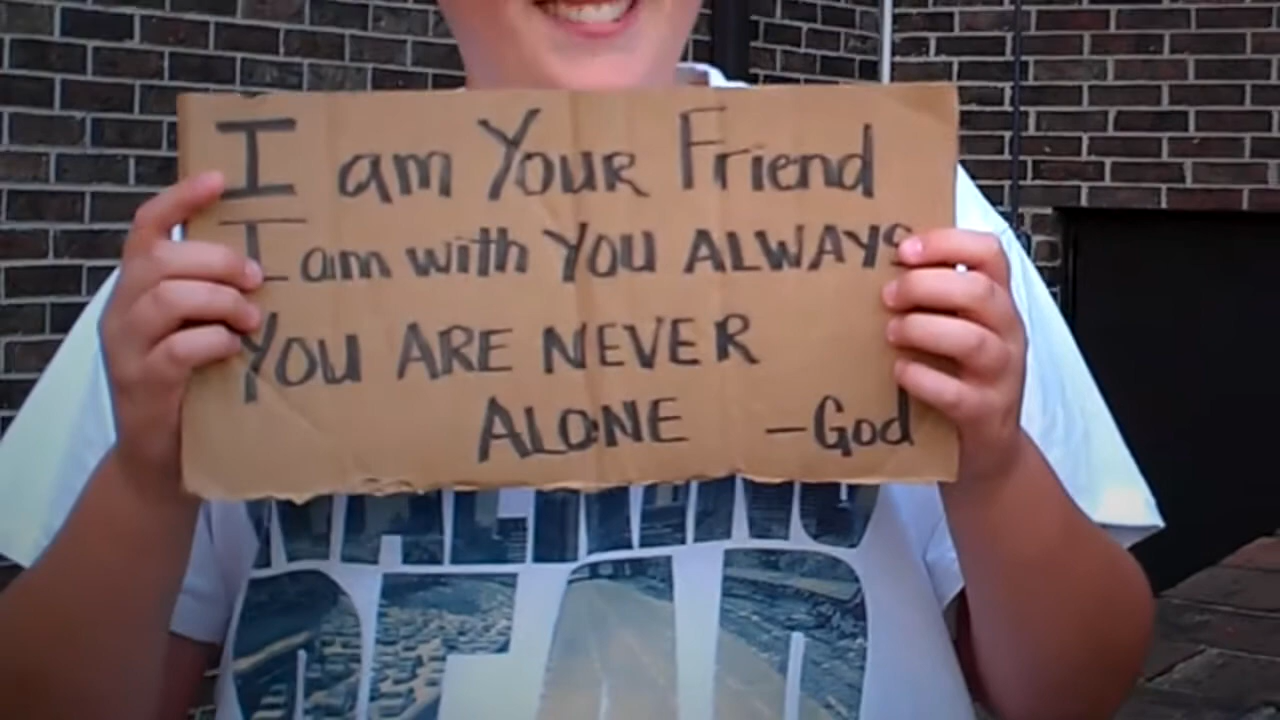 I am YOUR Friend
I am with YOU ALWAYS
YOU ARE NEVER
ALONE -God